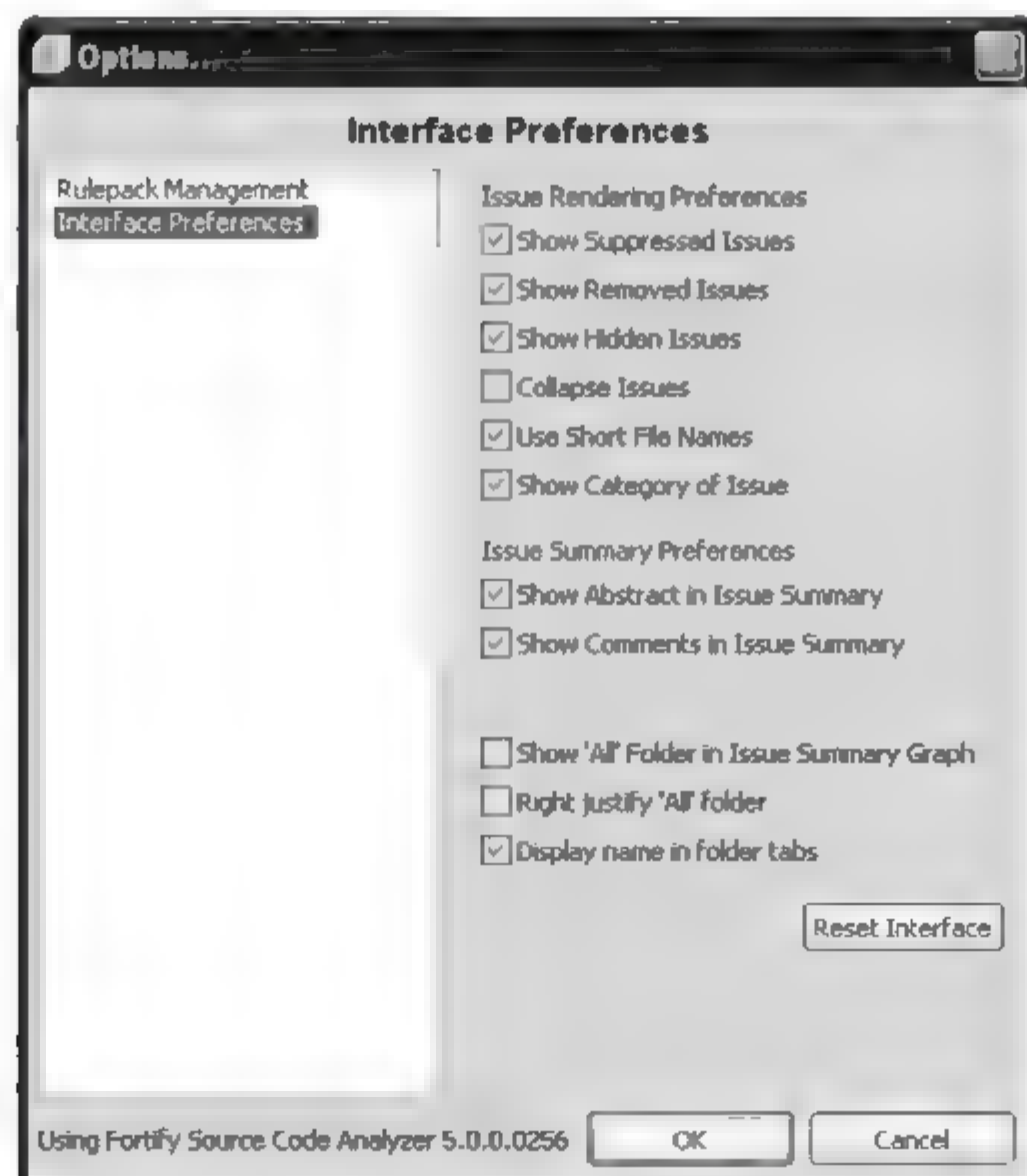 Options...
Interface Preferences
Rulepack Management
Interface Preferences
Issue Rendering Preferences
Show Suppressed Issues
Show Removed Issues
Show Hidden Issues
Collapse Issues
Use Short File Names
Show Category of Issue
Issue Summary Preferences
Show Abstract in Issue Summary
Show Comments in Issue Summary
Show 'All' Folder in Issue Summary Graph
Right justify 'All' folder
Display name in folder tabs
Reset Interface
Using Fortify Source Code Analyzer 5.0.0.0256
OK
Cancel